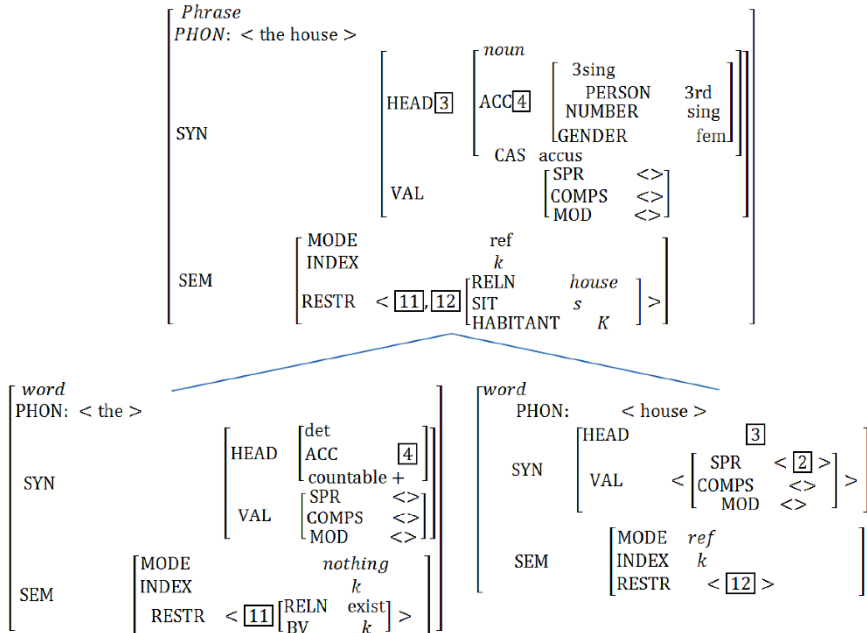 Phrase
PHON: < the house >
noun
3sing
PERSON 3rd
HEAD 3 ACC 4
NUMBER sing
SYN
GENDER fem
CAS accus
SPR <>
VAL COMPS <>
MOD <>
MODE ref
INDEX k
SEM
RELN house
RESTR < 11, 12 SIT s >
HABITANT K
word
PHON: < the >
det
HEAD ACC 4
SYN
countable +
SPR <>
VAL COMPS <>
MOD <>
MODE nothing
INDEX k
SEM
RESTR < 11 RELN exist >
BV k
word
PHON: < house >
HEAD 3
SYN
SPR < 2 >
VAL < COMPS <> >
MOD <>
MODE ref
SEM INDEX k
RESTR < 12 >